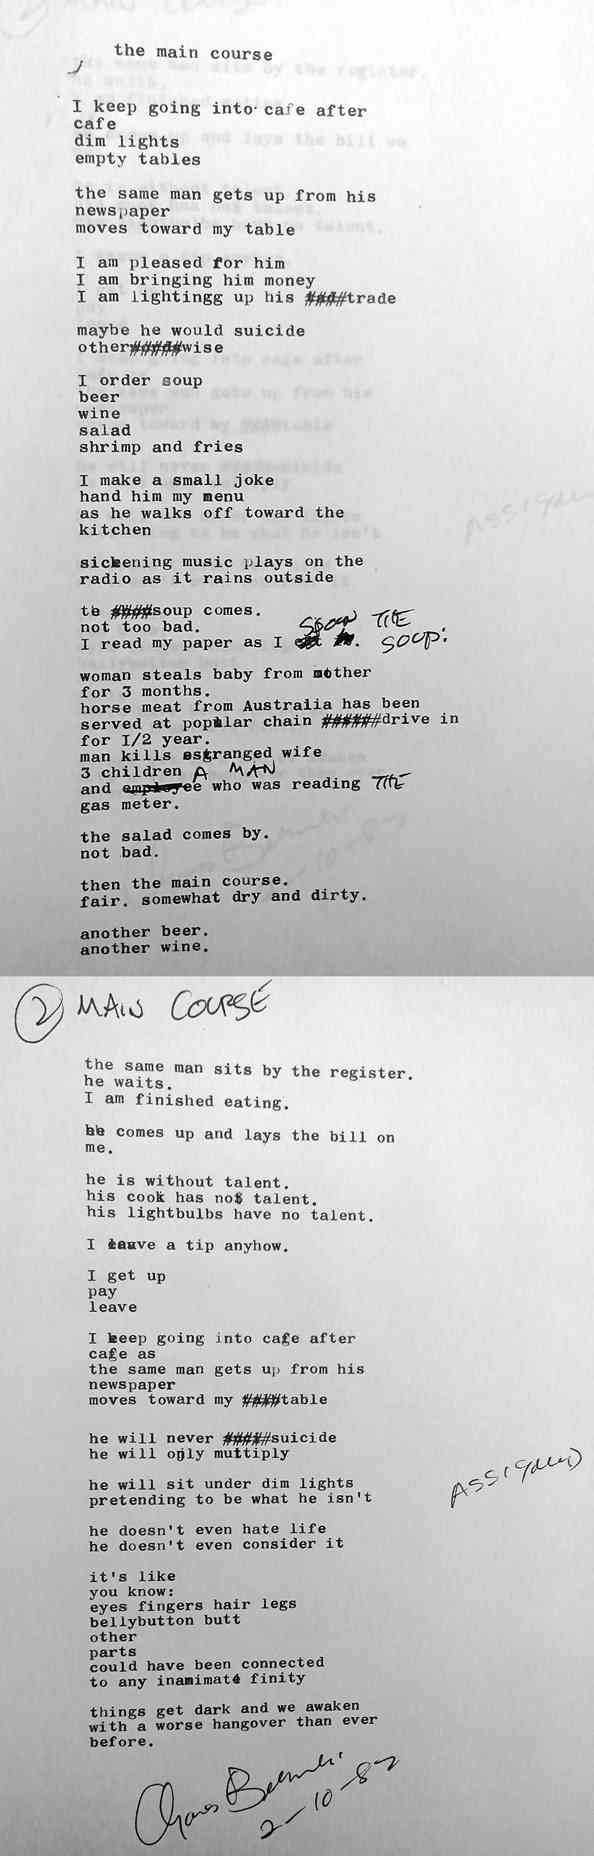 the main course
I keep going into cafe after
cafe
dim lights
empty tables
the same man gets up from his
newspaper
moves toward my table
I am pleased for him
I am bringing him money
I am lightingg up his ####trade
maybe he would suicide
other#####wise
I order soup
beer
wine
salad
shrimp and fries
I make a small joke
hand him my menu
as he walks off toward the
kitchen
sickening music plays on the
radio as it rains outside
te ####soup comes.
not too bad.
I read my paper as I SPOON THE SOUP:
woman steals baby from mother
for 3 months.
horse meat from Australia has been
served at popular chain ######drive in
for I/2 year.
man kills estranged wife
3 children A MAN
and employee who was reading THE
gas meter.
the salad comes by.
not bad.
then the main course.
fair. somewhat dry and dirty.
another beer.
another wine.
2 MAIN COURSE
the same man sits by the register.
he waits.
I am finished eating.
he comes up and lays the bill on
me.
he is without talent.
his cook has no talent.
his lightbulbs have no talent.
I leave a tip anyhow.
I get up
pay
leave
I keep going into cafe after
cafe as
the same man gets up from his
newspaper
moves toward my ####table
he will never #####suicide
he will only multiply
he will sit under dim lights
pretending to be what he isn't
ASSIGNED
he doesn't even hate life
he doesn't even consider it
it's like
you know:
eyes fingers hair legs
bellybutton butt
other
parts
could have been connected
to any inanimate finity
things get dark and we awaken
with a worse hangover than ever
before.
Charles Bukowski
2-10-82